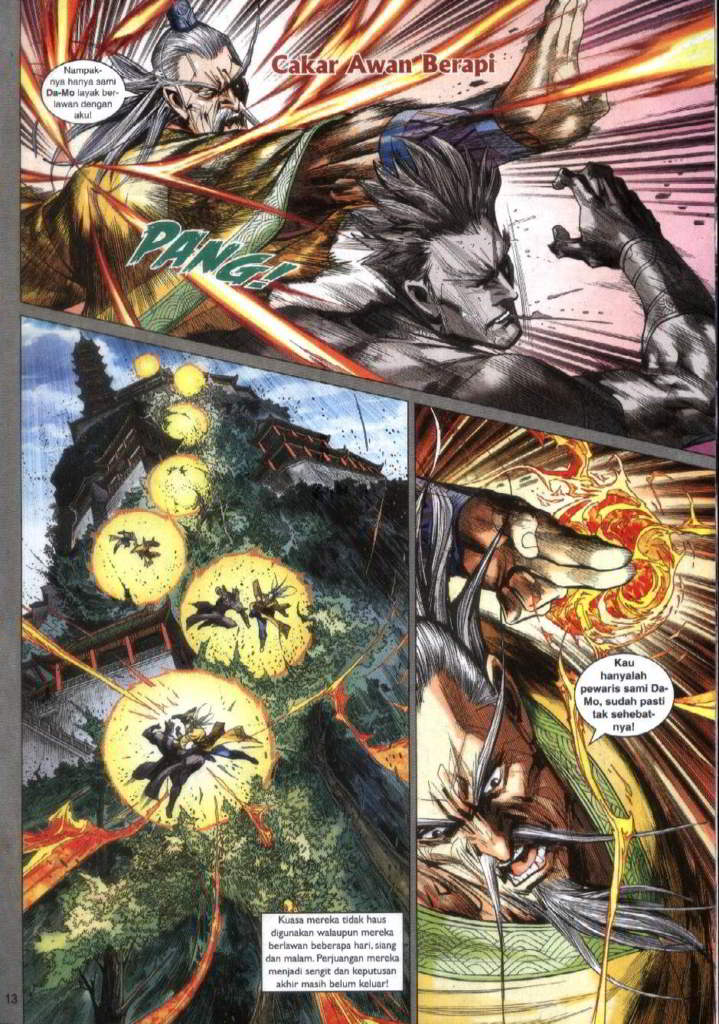 Cakar Awan Berapi
Nampak-
nya hanya sami
Da-Mo layak ber-
lawan dengan
aku!
PANG!
Kau
hanyalah
pewaris sami Da-
Mo, sudah pasti
tak sehebat-
nya!
Kuasa mereka tidak haus
digunakan walaupun mereka
berlawan beberapa hari, siang
dan malam. Perjuangan mereka
menjadi sengit dan keputusan
akhir masih belum keluar!
13